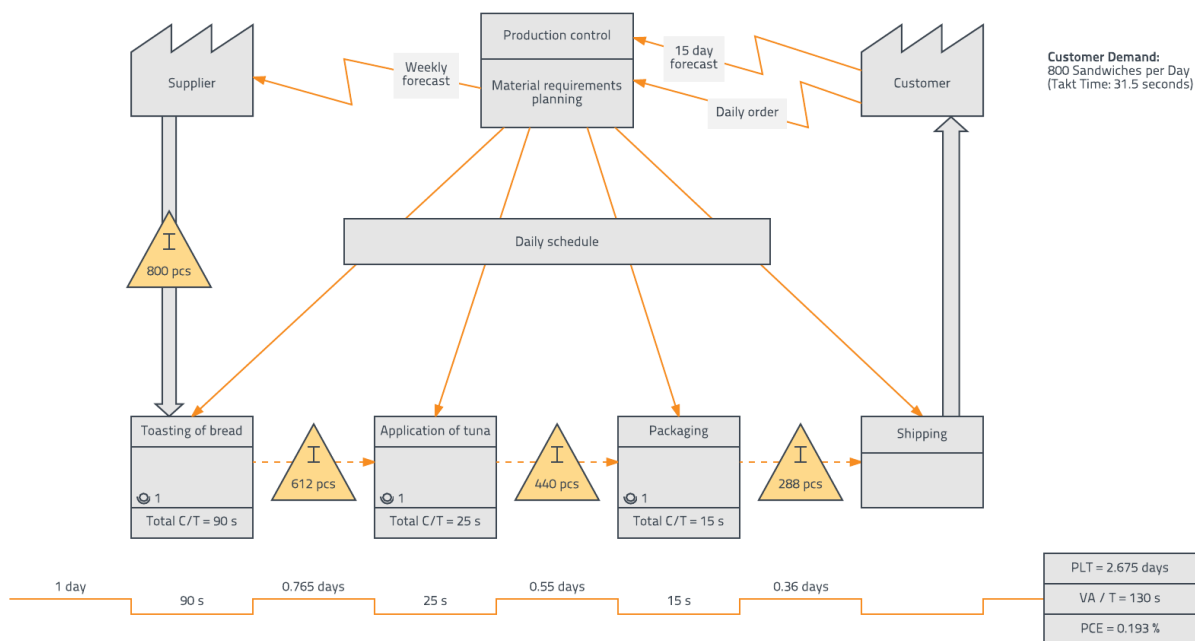 Production control
15 day
forecast
Customer Demand:
800 Sandwiches per Day
(Takt Time: 31.5 seconds)
Weekly
forecast
Supplier
Material requirements
planning
Customer
Daily order
Daily schedule
800 pcs
Toasting of bread
Application of tuna
Packaging
Shipping
612 pcs
440 pcs
288 pcs
1
1
1
Total C/T = 90 s
Total C/T = 25 s
Total C/T = 15 s
1 day
90 s
0.765 days
25 s
0.55 days
15 s
0.36 days
PLT = 2.675 days
VA / T = 130 s
PCE = 0.193 %